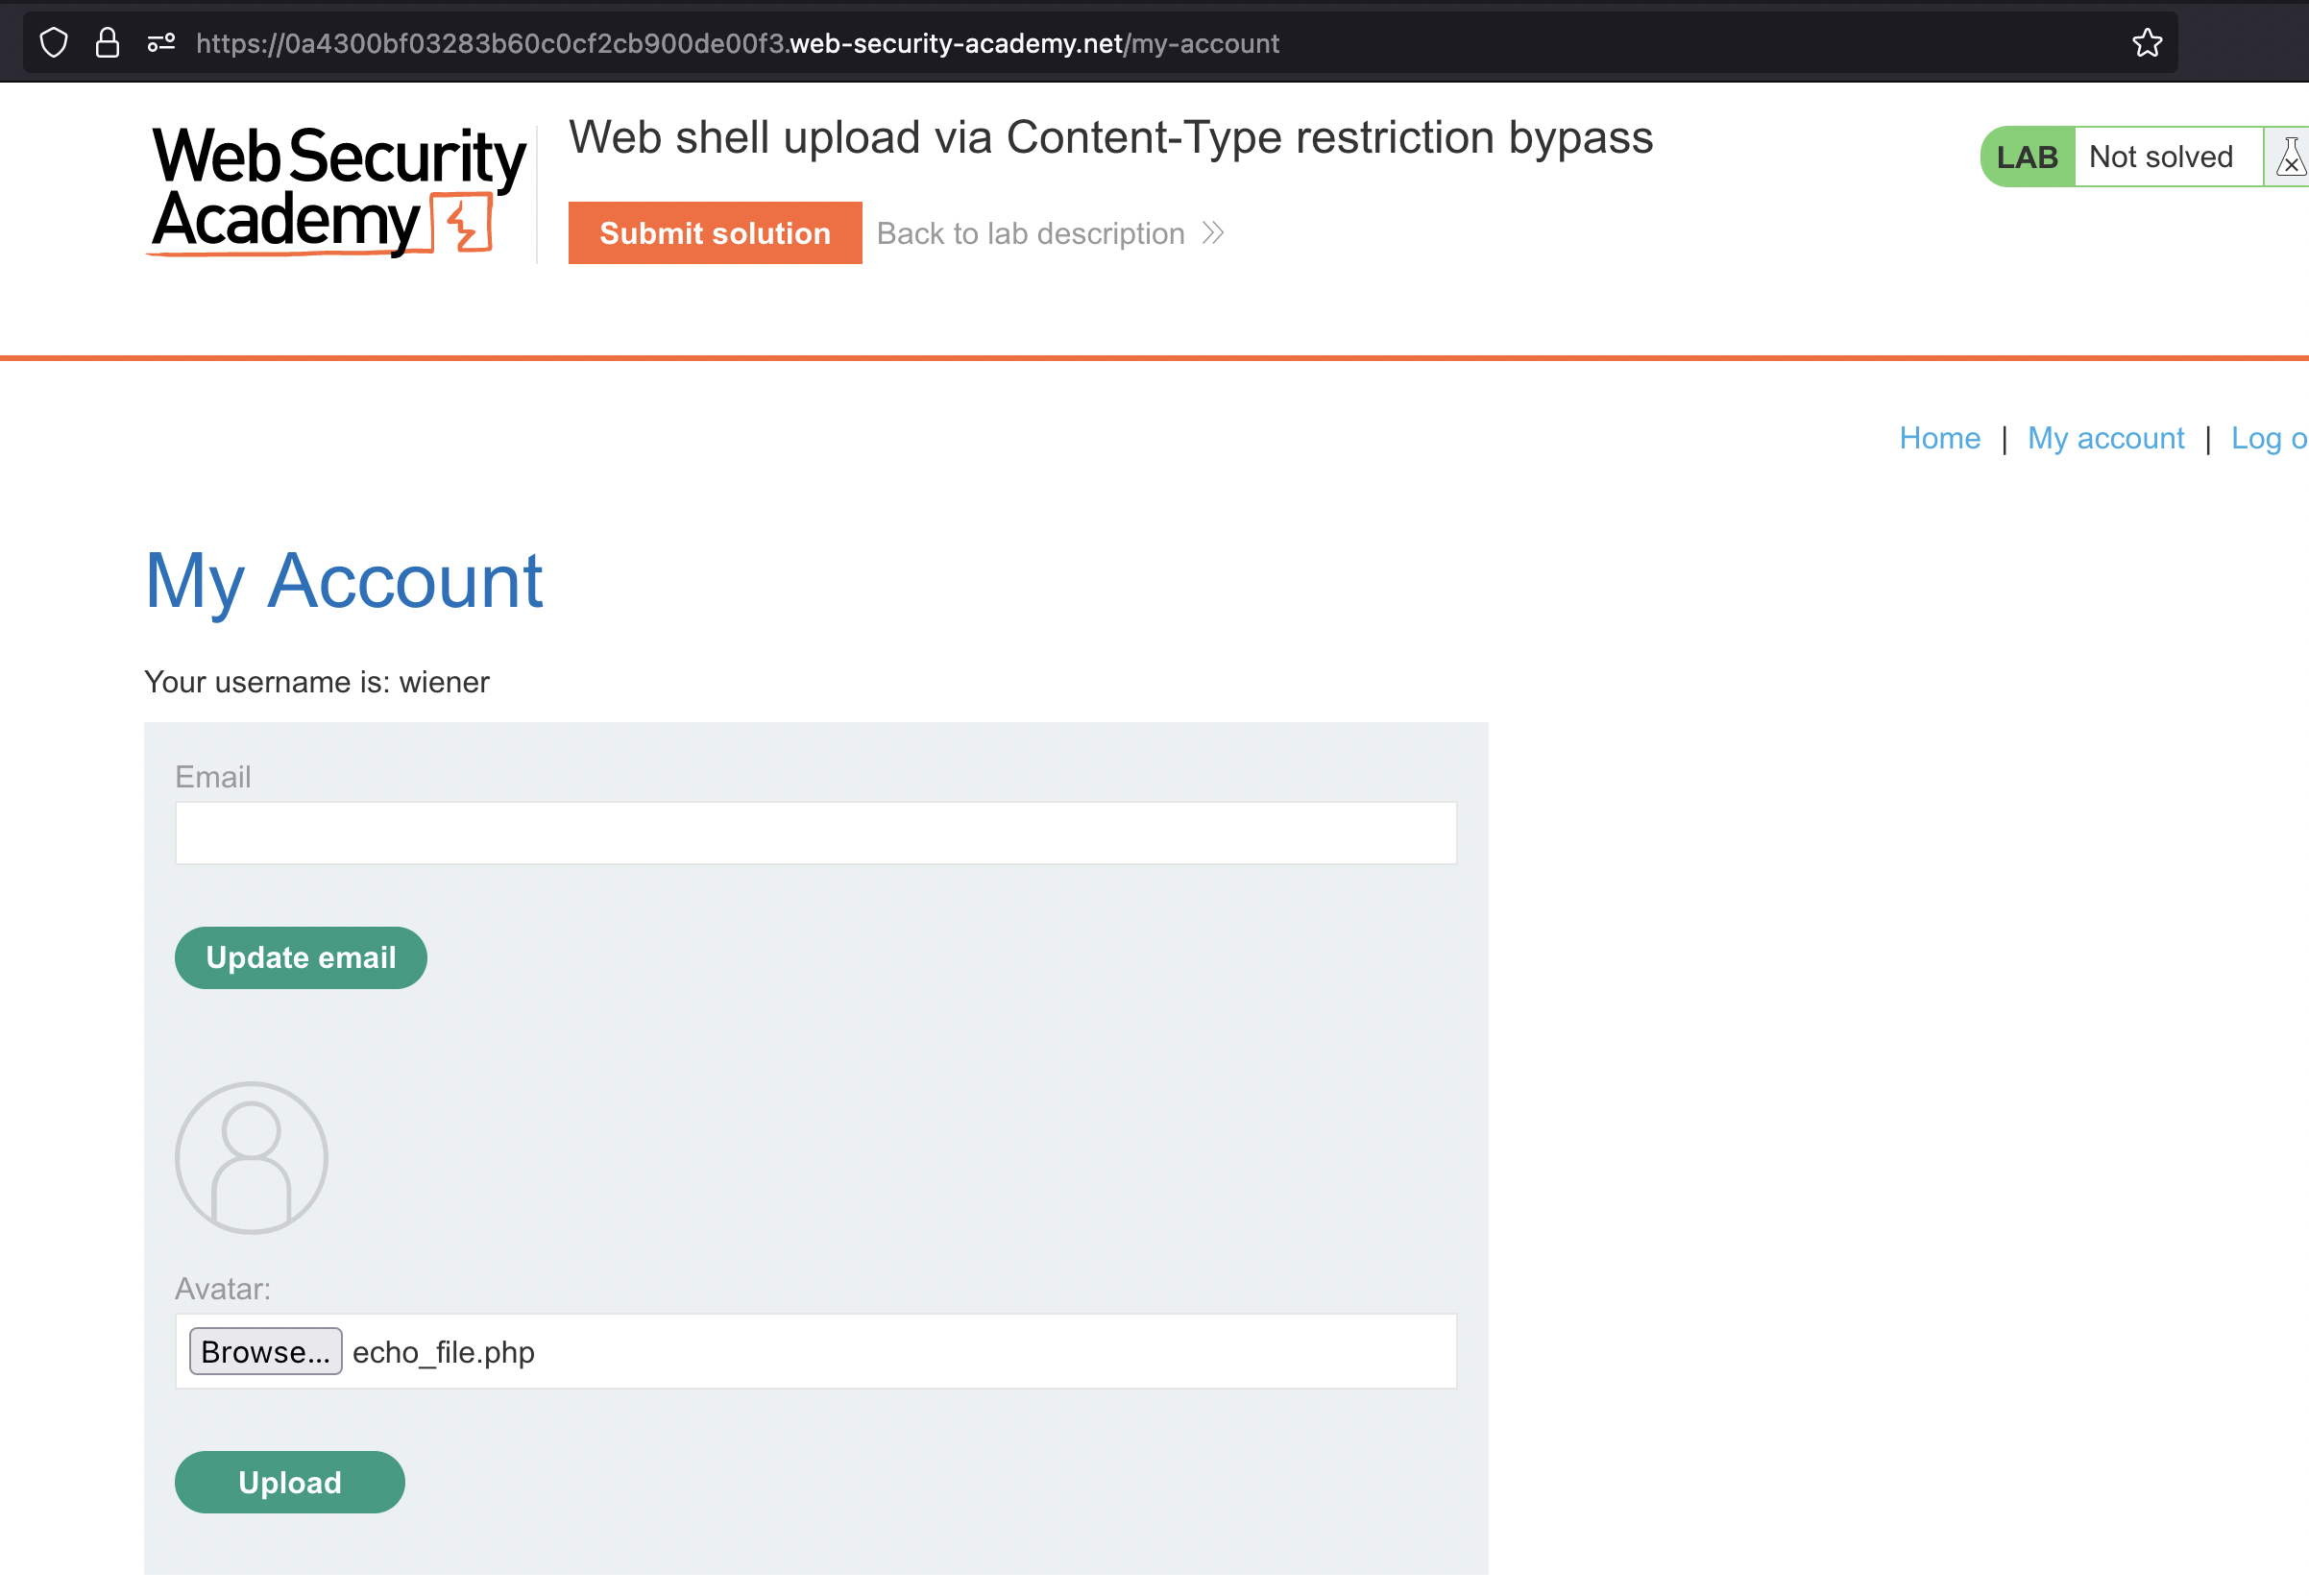 https://0a4300bf03283b60c0cf2cb900de00f3.web-security-academy.net/my-account
Web Security
Academy
Web shell upload via Content-Type restriction bypass
Submit solution
Back to lab description
LAB
Not solved
Home | My account | Log o
My Account
Your username is: wiener
Email
Update email
Avatar:
Browse... echo_file.php
Upload